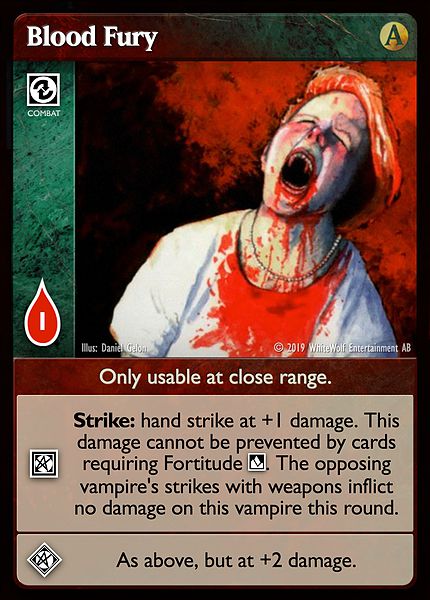 Blood Fury
A
COMBAT
1
Illus: Daniel Gelon
© 2019 WhiteWolf Entertainment AB
Only usable at close range.
Strike: hand strike at +1 damage. This
damage cannot be prevented by cards
requiring Fortitude. The opposing
vampire's strikes with weapons inflict
no damage on this vampire this round.
As above, but at +2 damage.